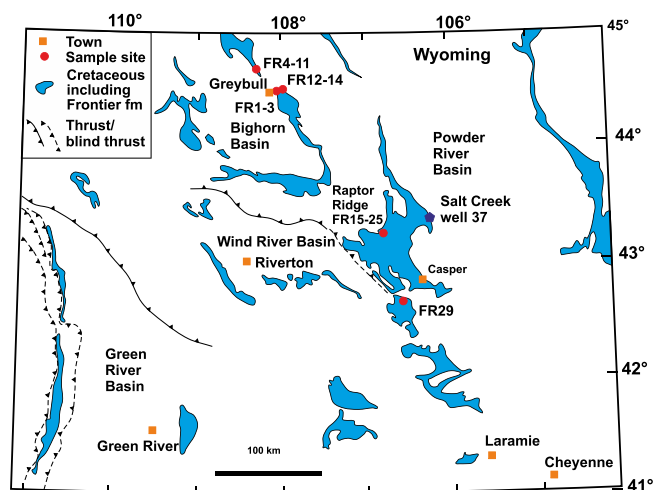 110°
108°
106°
45°
Town
Sample site
Cretaceous
including
Frontier fm
Thrust/
blind thrust
FR4-11
Greybull
FR12-14
FR1-3
Bighorn
Basin
Wyoming
44°
Powder
River
Basin
Raptor
Ridge
FR15-25
Salt Creek
well 37
Wind River Basin
Riverton
43°
Casper
FR29
Green
River
Basin
42°
Green River
100 km
Laramie
Cheyenne
41°